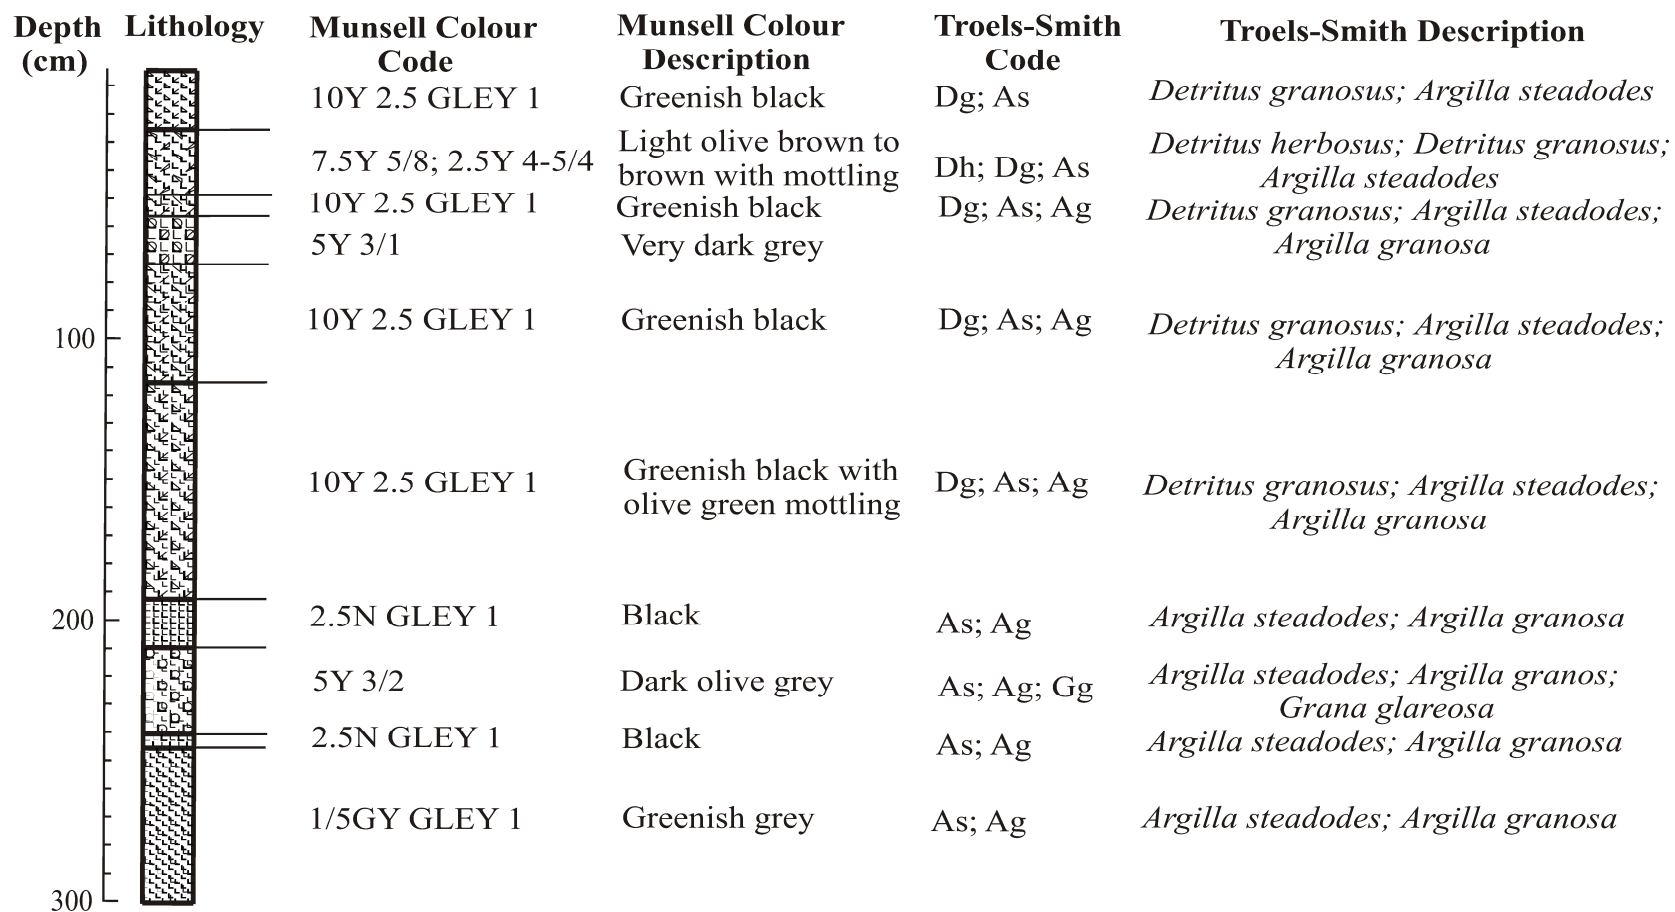 Depth Lithology Munsell Colour Munsell Colour Troels-Smith Troels-Smith Description
(cm) Code Description Code
10Y 2.5 GLEY 1 Greenish black Dg; As Detritus granosus; Argilla steadodes
Light olive brown to Detritus herbosus; Detritus granosus;
7.5Y 5/8; 2.5Y 4-5/4 brown with mottling Dh; Dg; As Argilla steadodes
10Y 2.5 GLEY 1 Greenish black Dg; As; Ag Detritus granosus; Argilla steadodes;
5Y 3/1 Very dark grey Argilla granosa
10Y 2.5 GLEY 1 Greenish black Dg; As; Ag Detritus granosus; Argilla steadodes;
100 Argilla granosa
Greenish black with
10Y 2.5 GLEY 1 olive green mottling Dg; As; Ag Detritus granosus; Argilla steadodes;
Argilla granosa
200 2.5N GLEY 1 Black As; Ag Argilla steadodes; Argilla granosa
5Y 3/2 Dark olive grey As; Ag; Gg Argilla steadodes; Argilla granos;
Grana glareosa
2.5N GLEY 1 Black As; Ag Argilla steadodes; Argilla granosa
1/5GY GLEY 1 Greenish grey As; Ag Argilla steadodes; Argilla granosa
300